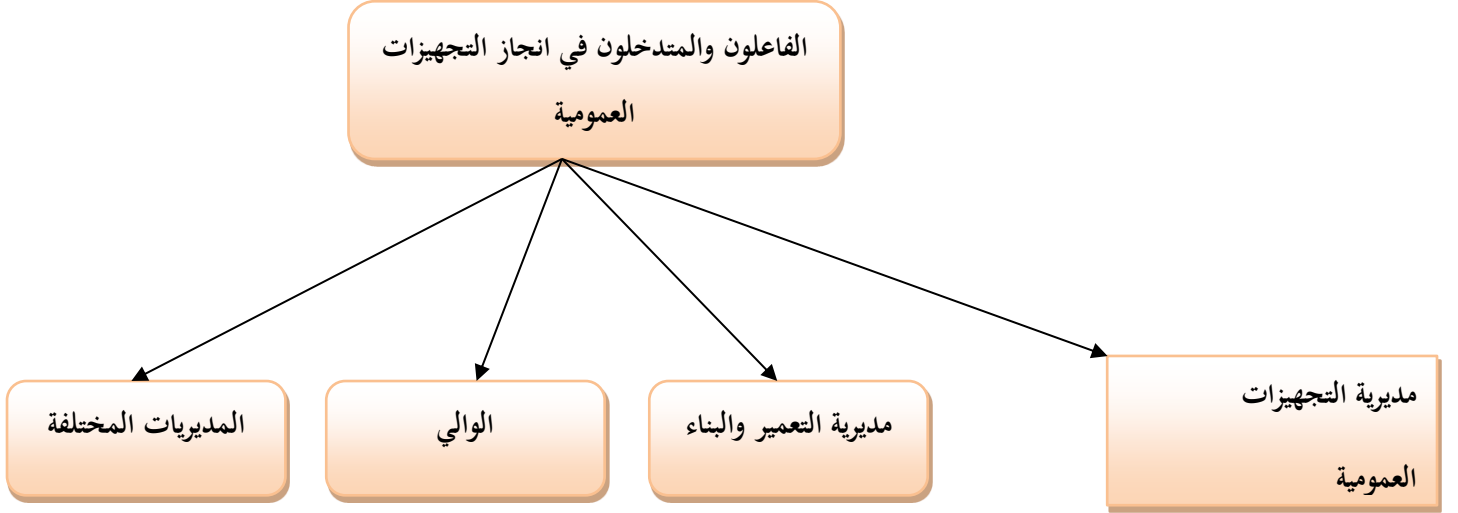 الفاعلون والمتدخلون في انجاز التجهيزات
العمومية
مديرية التجهيزات
العمومية
مديرية التعمير والبناء
الوالي
المديريات المختلفة